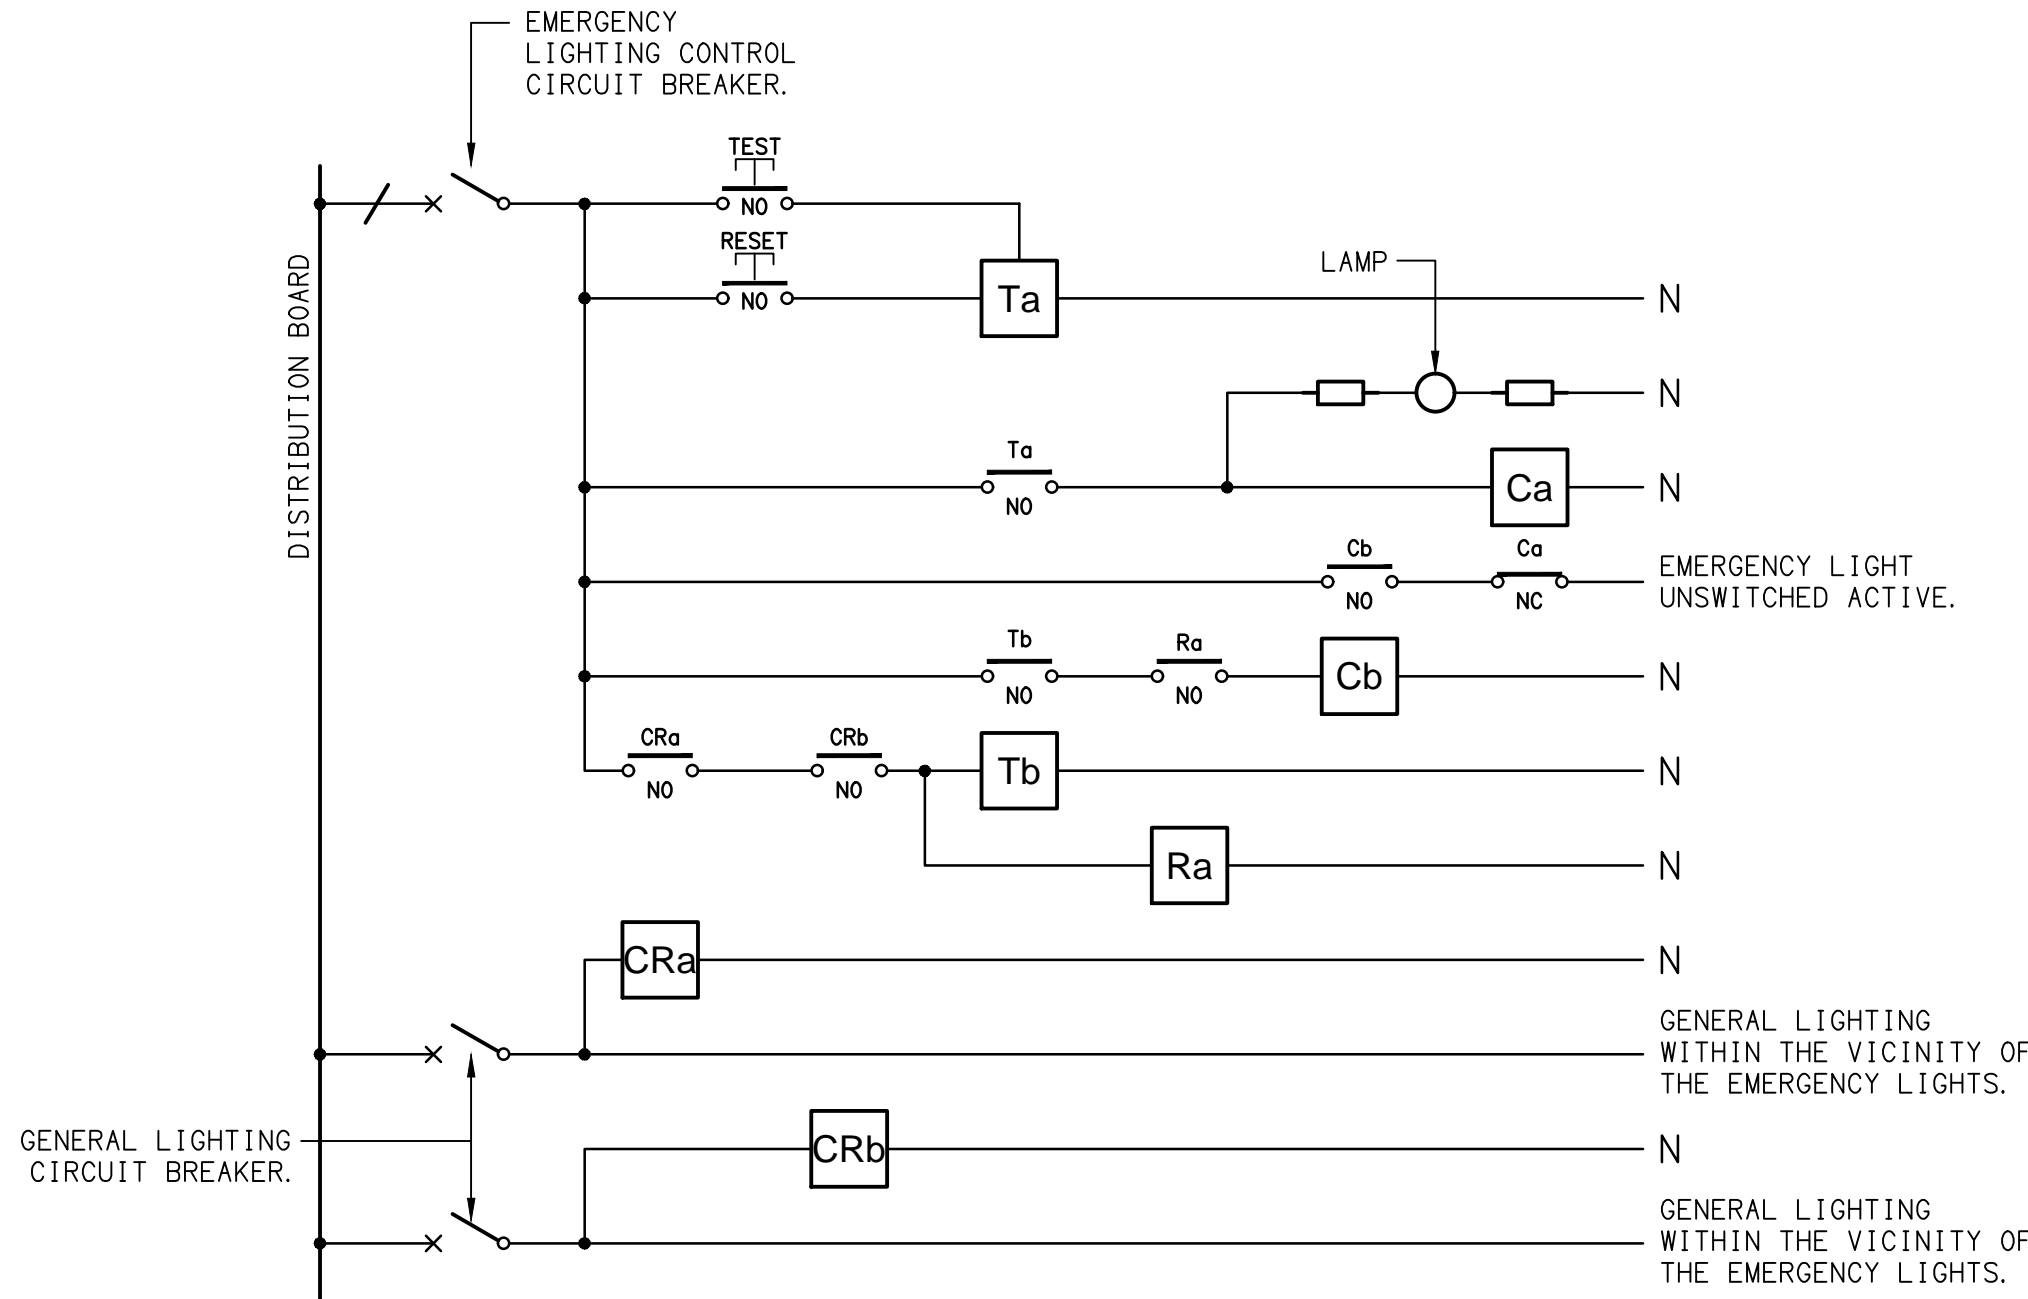 EMERGENCY
LIGHTING CONTROL
CIRCUIT BREAKER.
TEST
NO
RESET
NO
Ta
N
LAMP
N
DISTRIBUTION BOARD
Ta
NO
Ca
N
Cb
NO
Ca
NC
EMERGENCY LIGHT
UNSWITCHED ACTIVE.
Tb
NO
Ra
NO
Cb
N
CRa
NO
CRb
NO
Tb
N
Ra
N
CRa
N
GENERAL LIGHTING
WITHIN THE VICINITY OF
THE EMERGENCY LIGHTS.
GENERAL LIGHTING
CIRCUIT BREAKER.
CRb
N
GENERAL LIGHTING
WITHIN THE VICINITY OF
THE EMERGENCY LIGHTS.